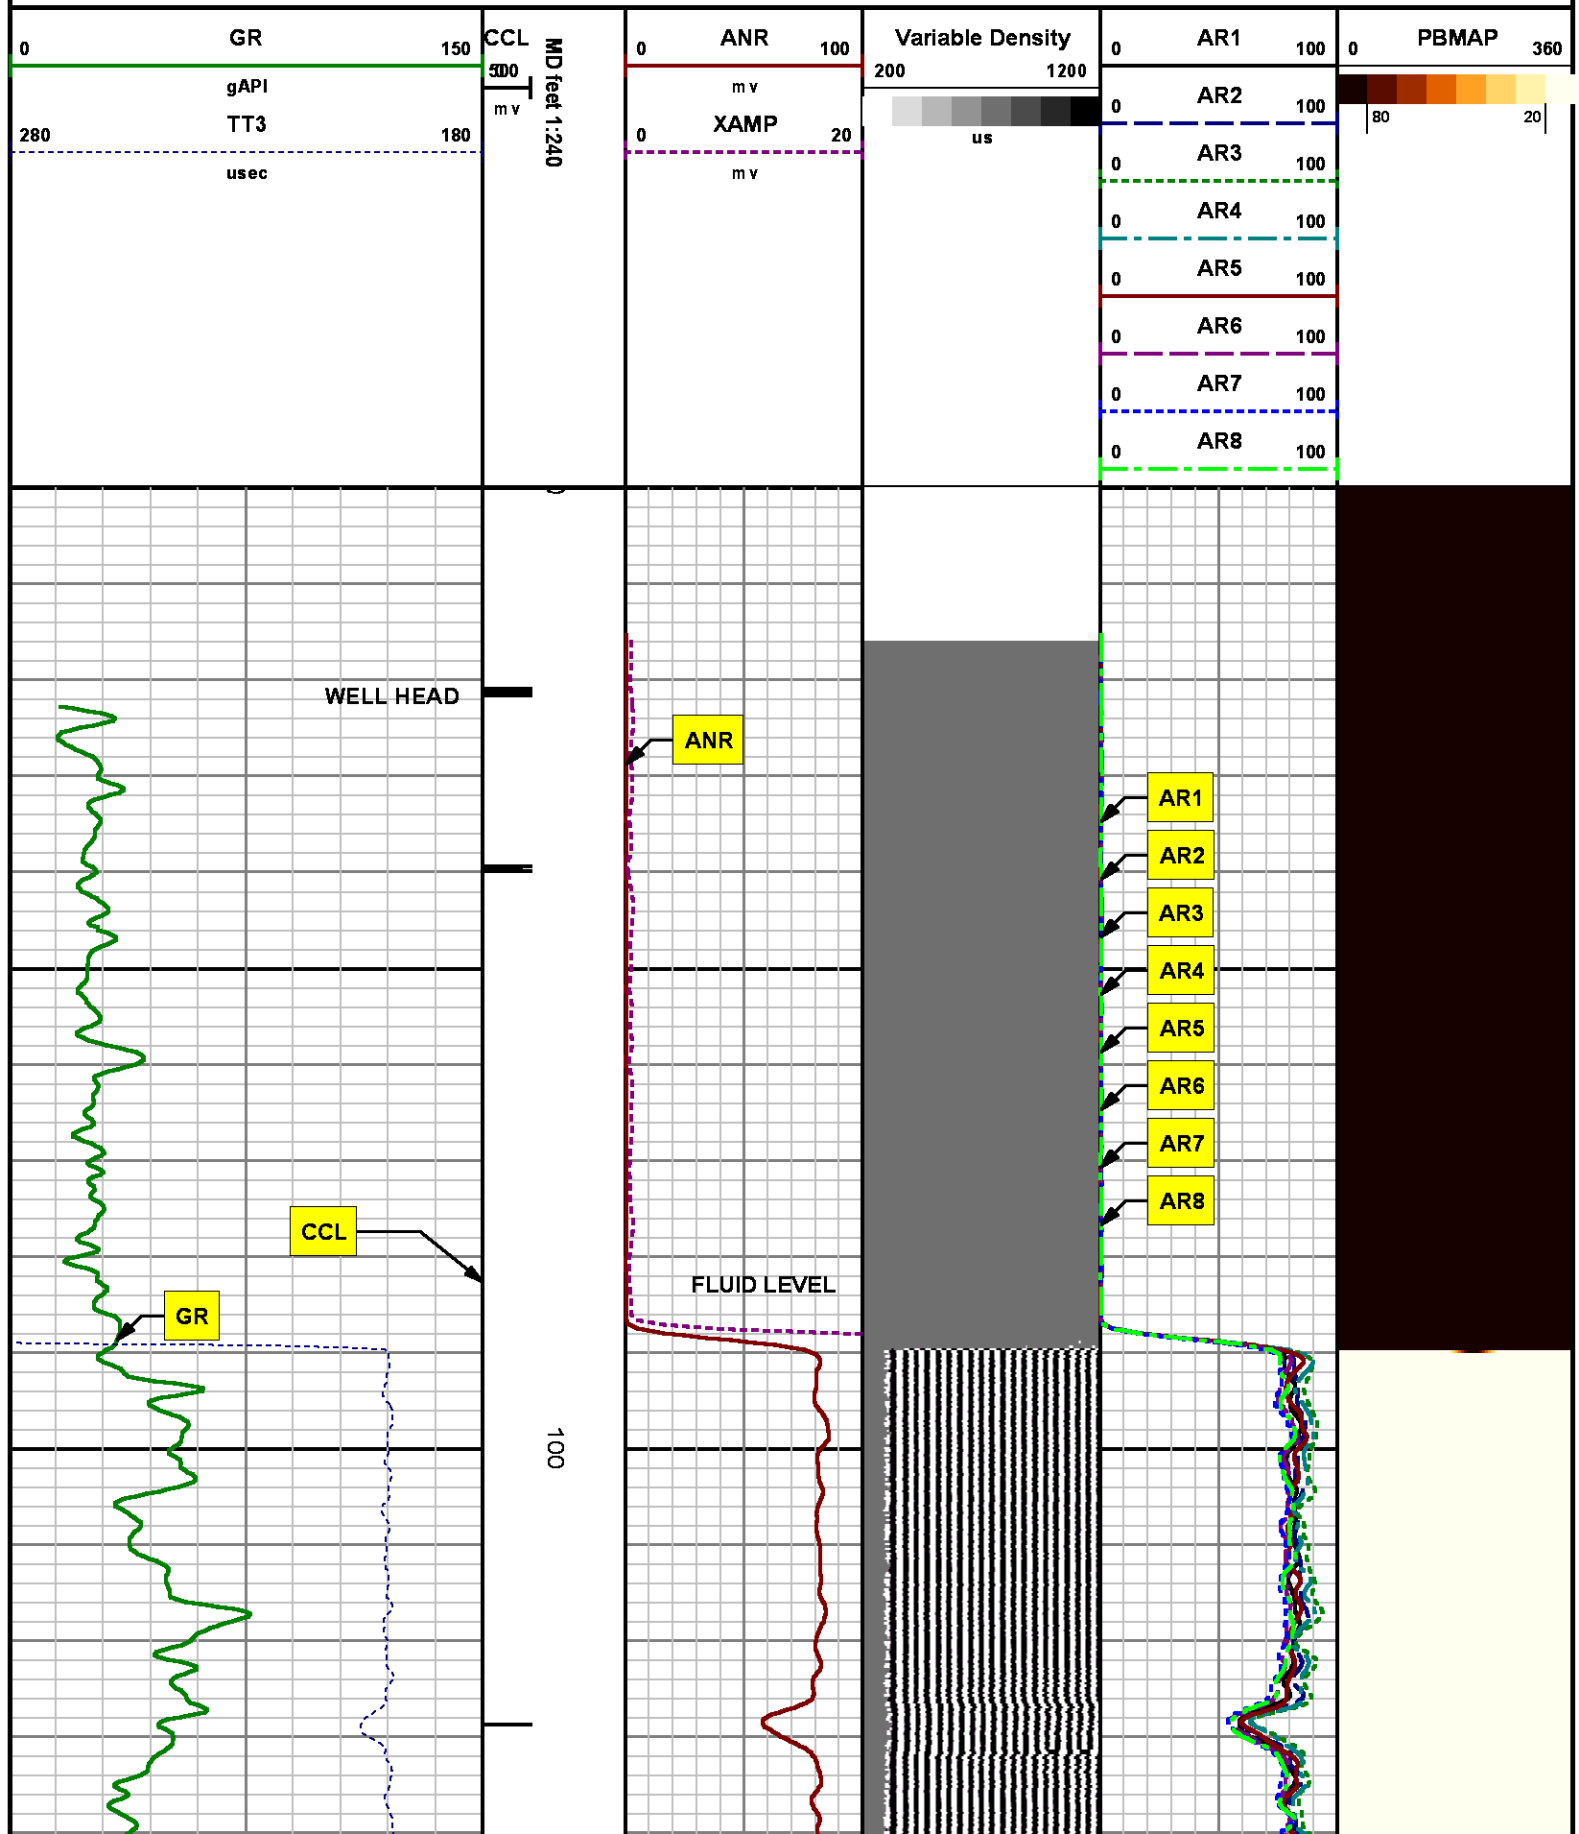 GR
0 150
gAPI
TT3
280 180
usec
CCL
500
mv
MD feet 1:240
ANR
0 100
mv
XAMP
0 20
mv
Variable Density
200 1200
us
AR1
0 100
AR2
0 100
AR3
0 100
AR4
0 100
AR5
0 100
AR6
0 100
AR7
0 100
AR8
0 100
PBMAP
0 360
80 20
WELL HEAD
ANR
AR1
AR2
AR3
AR4
AR5
AR6
AR7
AR8
CCL
FLUID LEVEL
GR
100